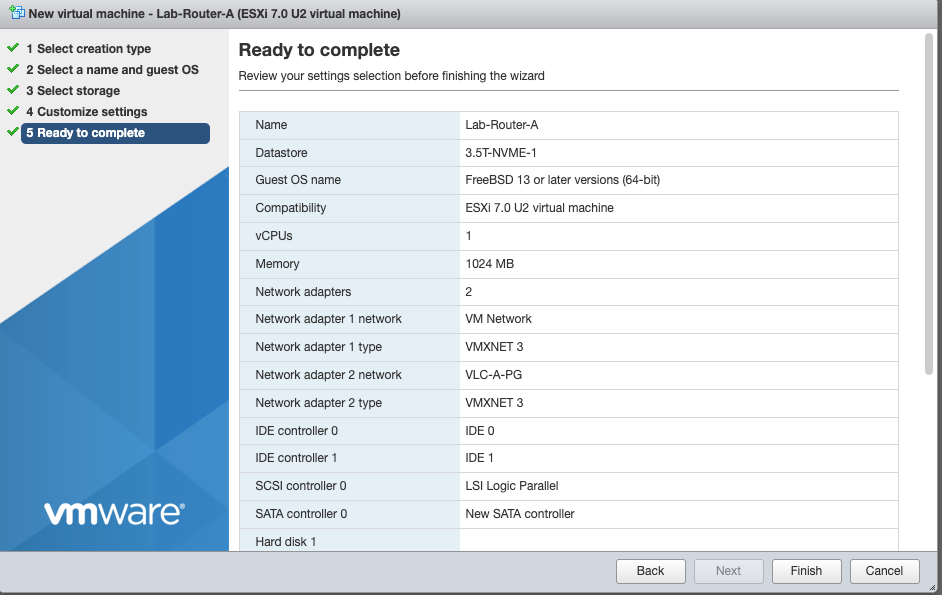 New virtual machine - Lab-Router-A (ESXi 7.0 U2 virtual machine)
1 Select creation type
2 Select a name and guest OS
3 Select storage
4 Customize settings
5 Ready to complete
vmware®
Ready to complete
Review your settings selection before finishing the wizard
Name Lab-Router-A
Datastore 3.5T-NVME-1
Guest OS name FreeBSD 13 or later versions (64-bit)
Compatibility ESXi 7.0 U2 virtual machine
vCPUs 1
Memory 1024 MB
Network adapters 2
Network adapter 1 network VM Network
Network adapter 1 type VMXNET 3
Network adapter 2 network VLC-A-PG
Network adapter 2 type VMXNET 3
IDE controller 0 IDE 0
IDE controller 1 IDE 1
SCSI controller 0 LSI Logic Parallel
SATA controller 0 New SATA controller
Hard disk 1
Back Next Finish Cancel